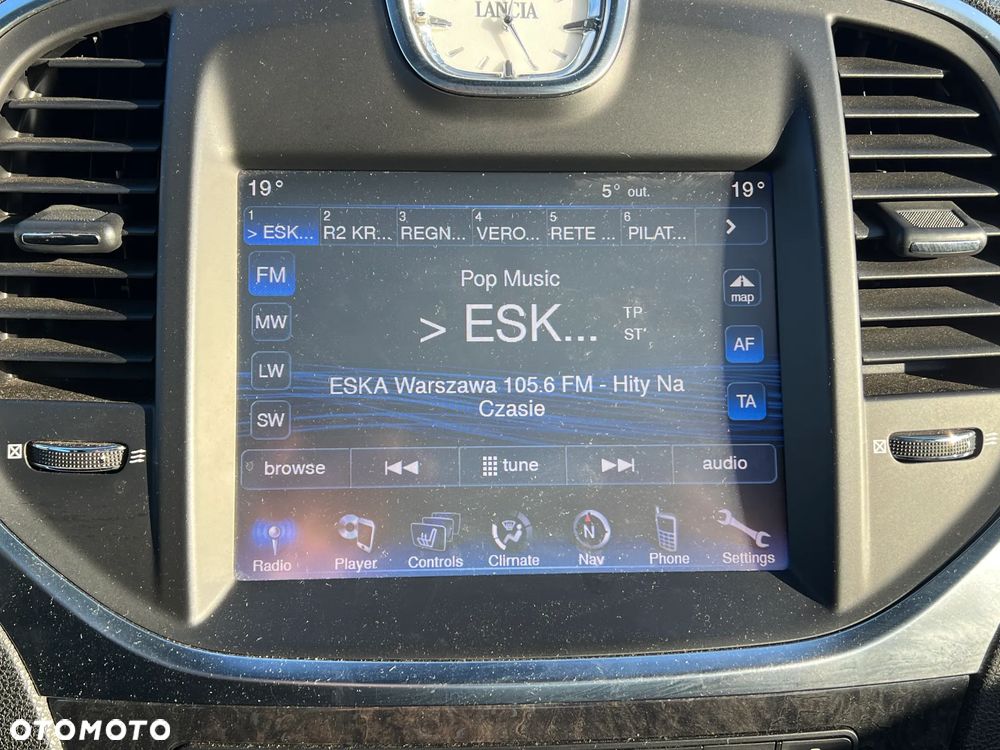 LANCIA
19° 5° out. 19°
1 2 3 4 5 6
> ESK... R2 KR... REGN... VERO... RETE ... PILAT... >
FM
Pop Music
map
MW
> ESK...
TP
ST
AF
LW
ESKA Warszawa 105.6 FM - Hity Na
Czasie
TA
SW
browse tune audio
N
Radio Player Controls Climate Nav Phone Settings
OTOMOTO